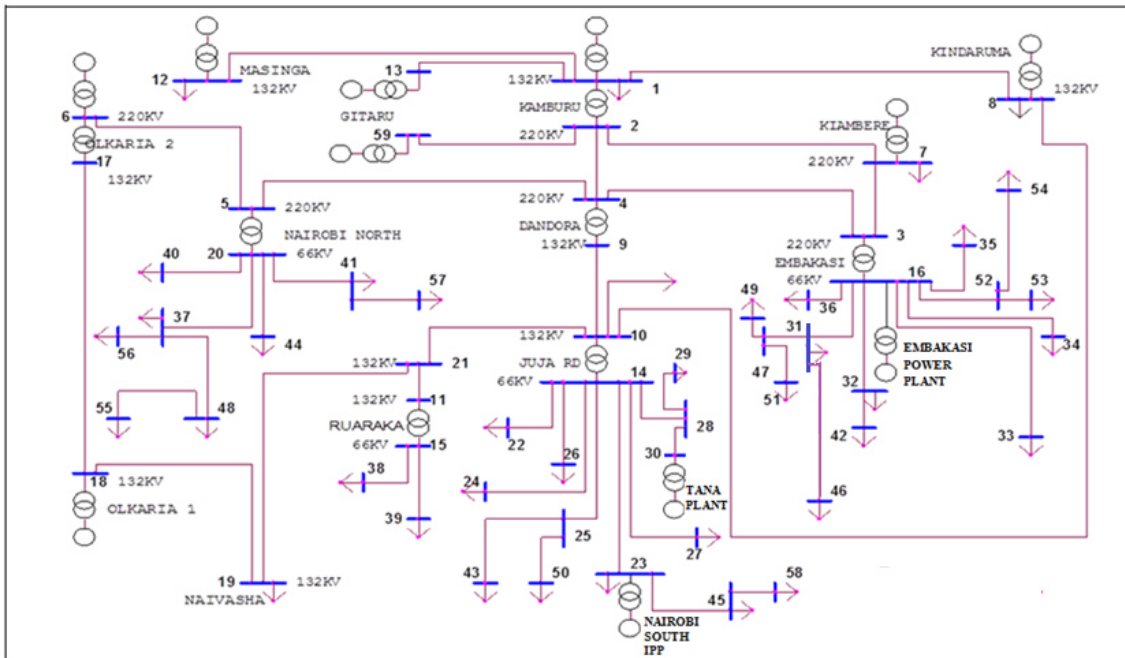 MASINGA
12
132KV
13
GITARU
132KV
1
KAMBURU
KINDARUMA
8
132KV
6
220KV
OLKARIA 2
17
132KV
59
220KV
2
KIAMBERE
7
220KV
5
220KV
NAIROBI NORTH
20
66KV
220KV
4
DANDORA
132KV
9
3
220KV
EMBAKASI
66KV
16
54
35
52
53
34
33
36
EMBAKASI
POWER
PLANT
40
41
57
37
56
44
55
48
49
31
47
51
32
42
46
132KV
10
JUJA RD
66KV
14
132KV
21
132KV
11
RUARAKA
66KV
15
38
39
22
26
24
29
28
30
TANA
PLANT
25
43
50
27
23
NAIROBI
SOUTH
IPP
45
58
18
132KV
OLKARIA 1
19
132KV
NAIVASHA